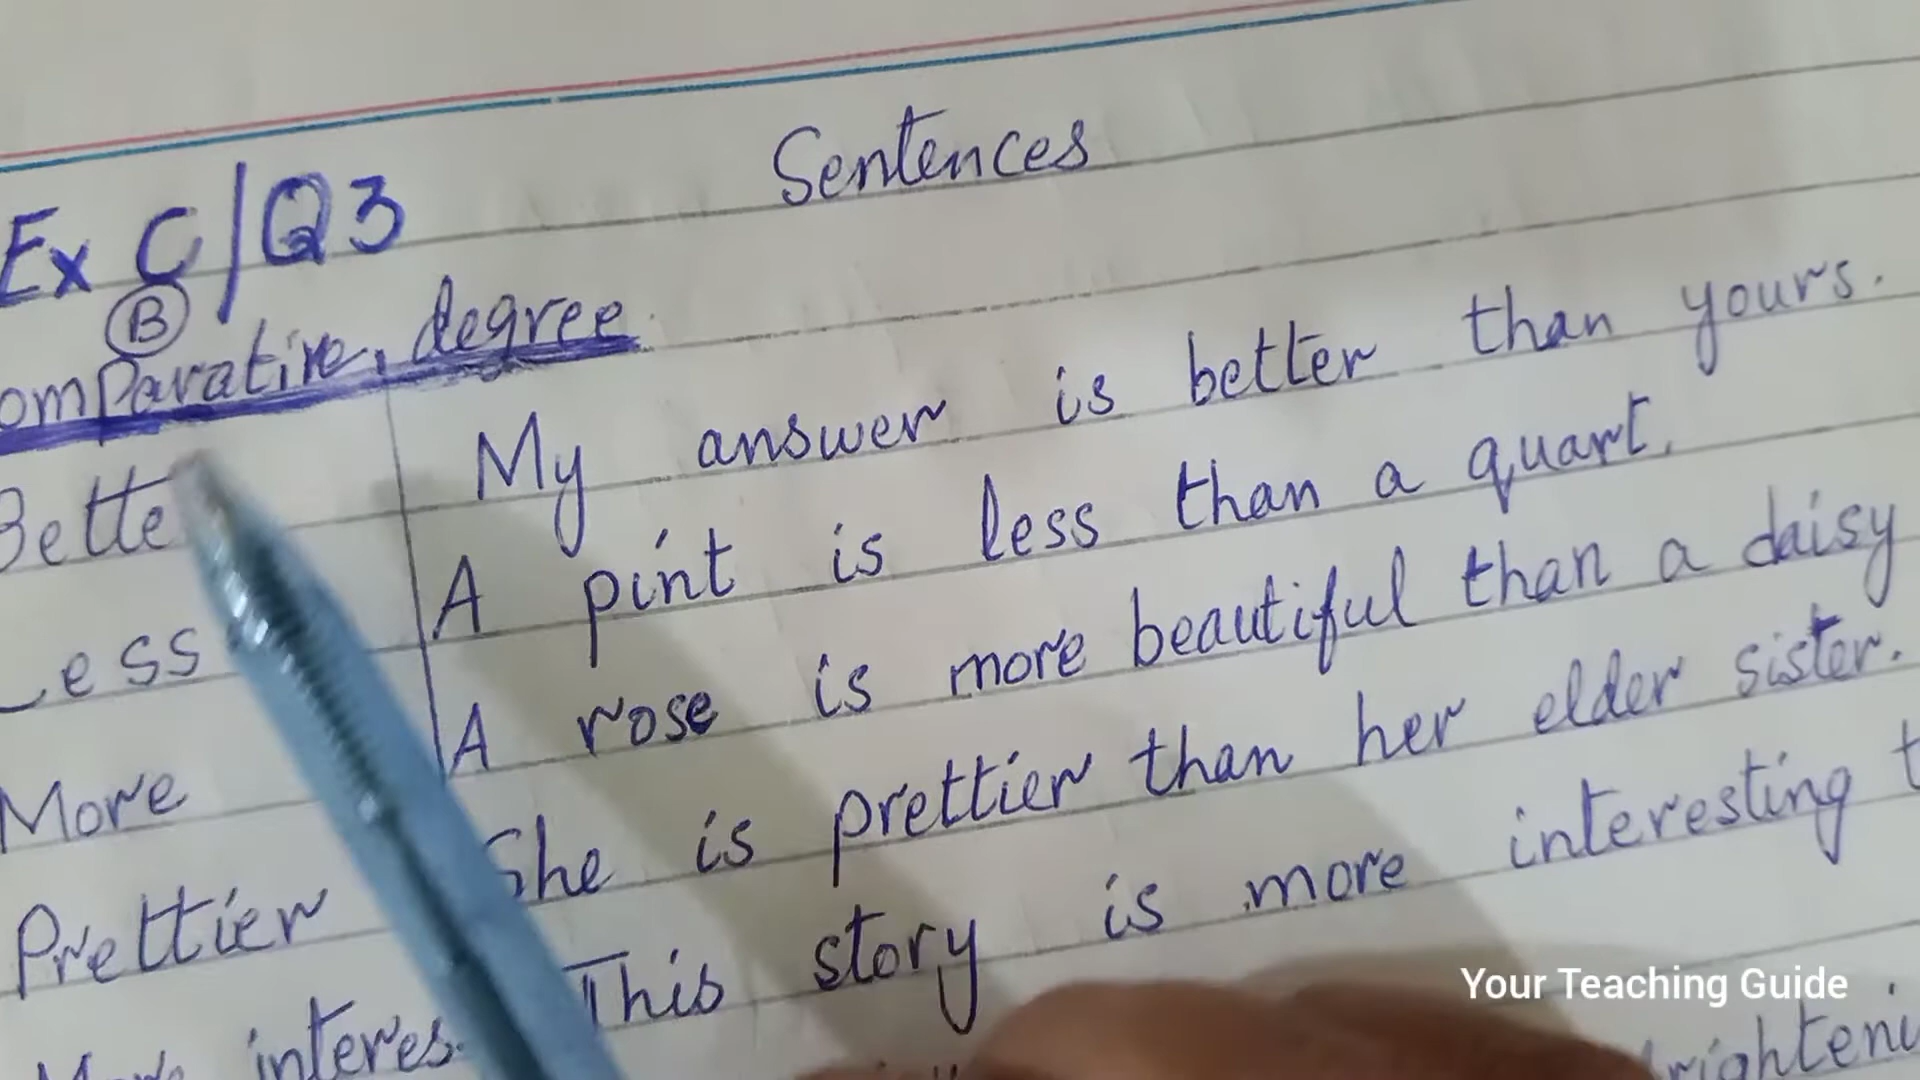 Sentences
Ex C/Q3
B
omparative, degree.
Bette My answer is better than yours.
Less A pint is less than a quart.
More A rose is more beautiful than a daisy
Prettier She is prettier than her elder sister.
interes This story is more interesting t
Your Teaching Guide